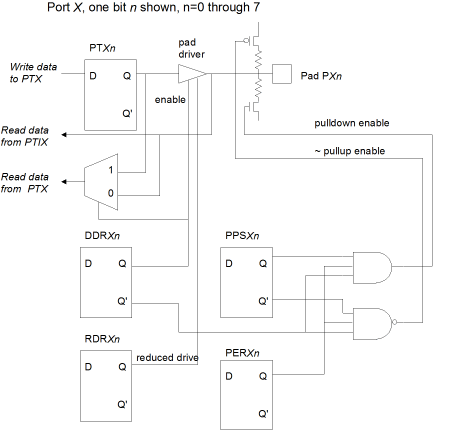 Port X, one bit n shown, n=0 through 7
PTXn
pad
driver
Write data
to PTX
D
Q
Q'
enable
Pad PXn
Read data
from PTIX
pulldown enable
~ pullup enable
Read data
from PTX
1
0
DDRXn
D
Q
Q'
PPSXn
D
Q
Q'
RDRXn
reduced drive
D
Q
Q'
PERXn
D
Q
Q'